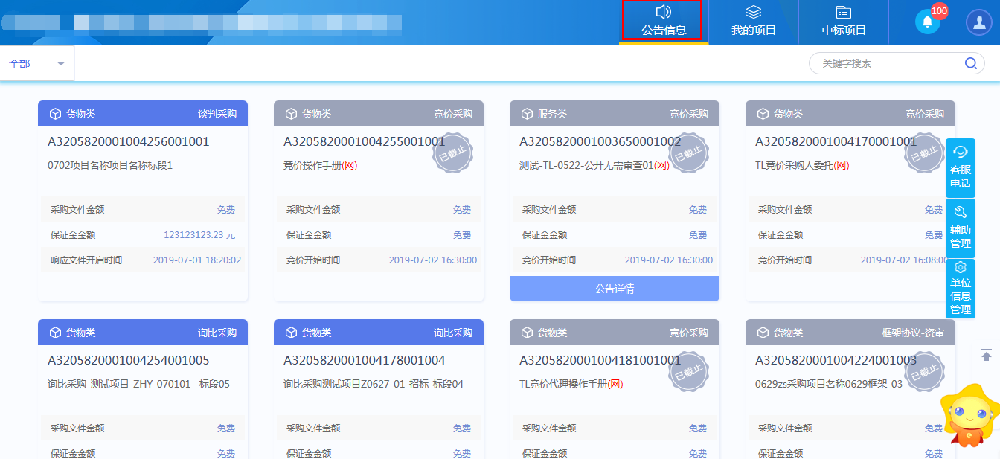 公告信息
我的项目
中标项目
100
全部
关键字搜索
货物类 谈判采购
A3205820001004256001001
0702项目名称项目名称标段1
采购文件金额 免费
保证金金额 123123123.23 元
响应文件开启时间 2019-07-01 18:20:02
货物类 竞价采购
A3205820001004255001001
已截止
竞价操作手册(网)
采购文件金额 免费
保证金金额 免费
竞价开始时间 2019-07-02 16:30:00
服务类 竞价采购
A3205820001003650001002
已截止
测试-TL-0522-公开无需审查01(网)
采购文件金额 免费
保证金金额 免费
竞价开始时间 2019-07-02 16:30:00
公告详情
货物类 竞价采购
A3205820001004170001001
已截止
TL竞价采购人委托(网)
采购文件金额 免费
保证金金额 免费
竞价开始时间 2019-07-02 16:08:00
客服
电话
辅助
管理
单位
信息
管理
货物类 询比采购
A3205820001004254001005
询比采购-测试项目-ZHY-070101--标段05
采购文件金额 免费
保证金金额 免费
货物类 询比采购
A3205820001004178001004
询比采购测试项目Z0627-01-招标-标段04
采购文件金额 免费
保证金金额 免费
货物类 竞价采购
A3205820001004181001001
已截止
TL竞价代理操作手册(网)
采购文件金额 免费
保证金金额 免费
货物类 框架协议-资审
A3205820001004224001003
已截止
0629zs采购项目名称0629框架-03
采购文件金额 免费
保证金金额 免费